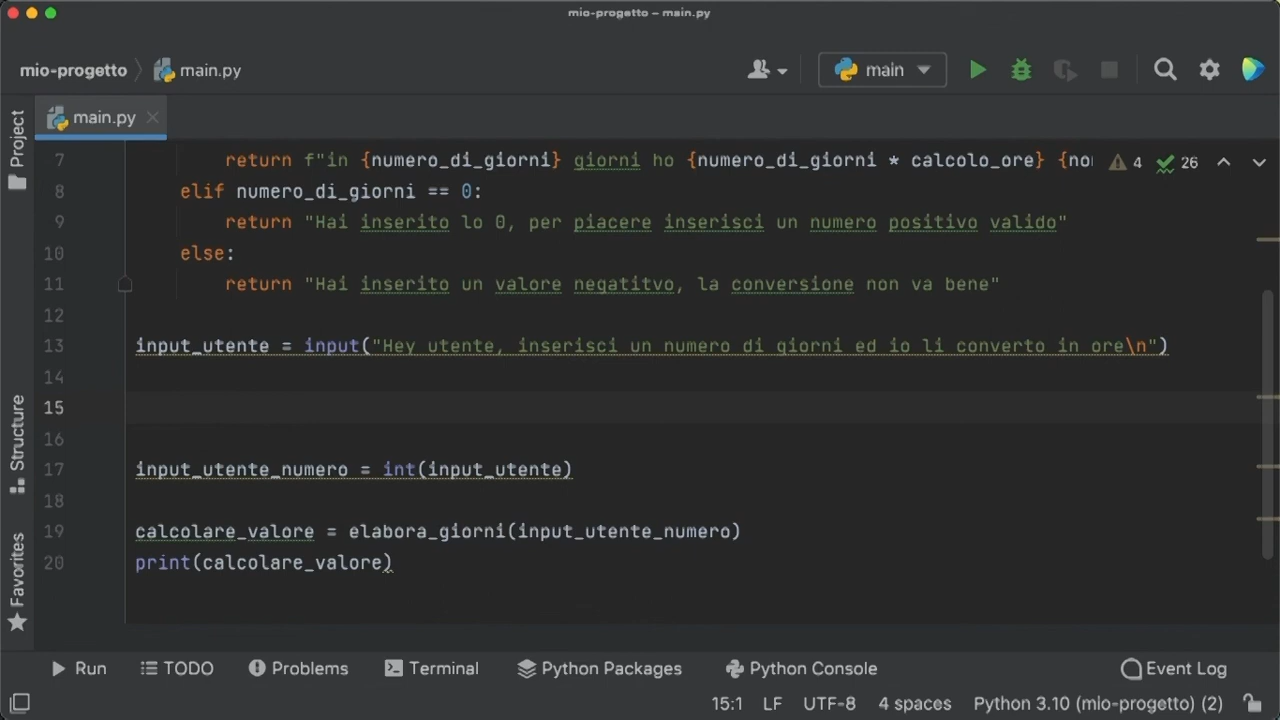 mio-progetto – main.py
mio-progetto main.py main
main.py
Project
Structure
Favorites
7 return f"in {numero_di_giorni} giorni ho {numero_di_giorni * calcolo_ore} {no 4 26
8 elif numero_di_giorni == 0:
9 return "Hai inserito lo 0, per piacere inserisci un numero positivo valido"
10 else:
11 return "Hai inserito un valore negatitvo, la conversione non va bene"
12
13 input_utente = input("Hey utente, inserisci un numero di giorni ed io li converto in ore\n")
14
15
16
17 input_utente_numero = int(input_utente)
18
19 calcolare_valore = elabora_giorni(input_utente_numero)
20 print(calcolare_valore)
Run TODO Problems Terminal Python Packages Python Console Event Log
15:1 LF UTF-8 4 spaces Python 3.10 (mio-progetto) (2)